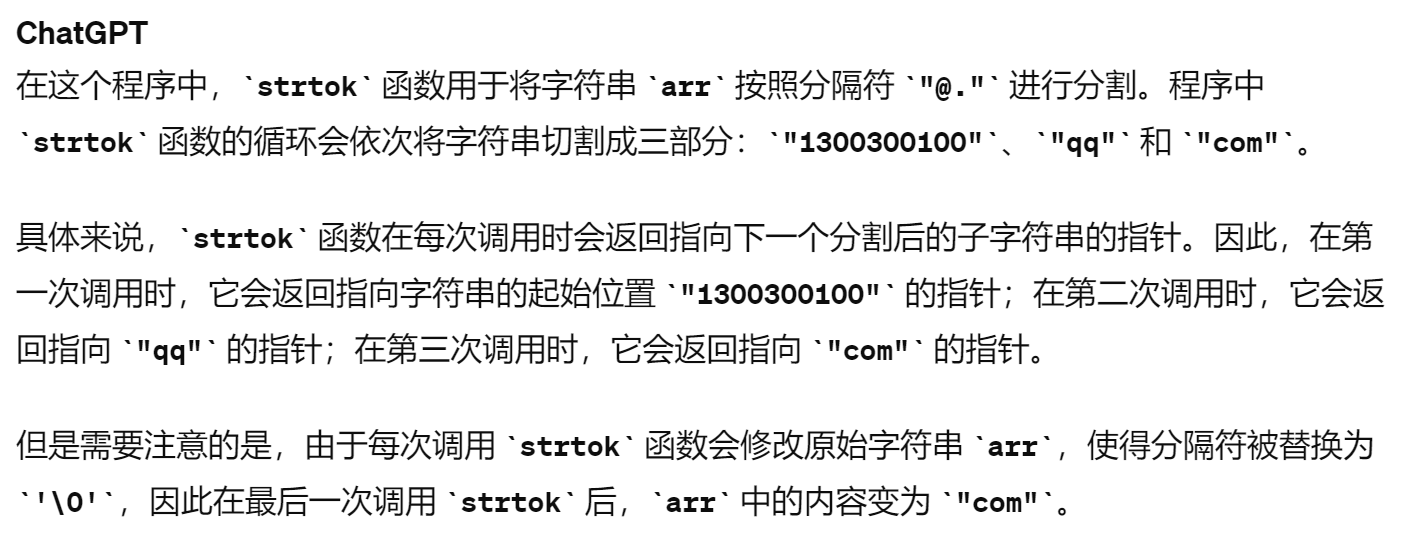 ChatGPT
在这个程序中，`strtok` 函数用于将字符串 `arr` 按照分隔符 `"@."` 进行分割。程序中
`strtok` 函数的循环会依次将字符串切割成三部分：`"1300300100"`、`"qq"` 和 `"com"`。
具体来说，`strtok` 函数在每次调用时会返回指向下一个分割后的子字符串的指针。因此，在第
一次调用时，它会返回指向字符串的起始位置 `"1300300100"` 的指针；在第二次调用时，它会返
回指向 `"qq"` 的指针；在第三次调用时，它会返回指向 `"com"` 的指针。
但是需要注意的是，由于每次调用 `strtok` 函数会修改原始字符串 `arr`，使得分隔符被替换为
`'\0'`，因此在最后一次调用 `strtok` 后，`arr` 中的内容变为 `"com"`。